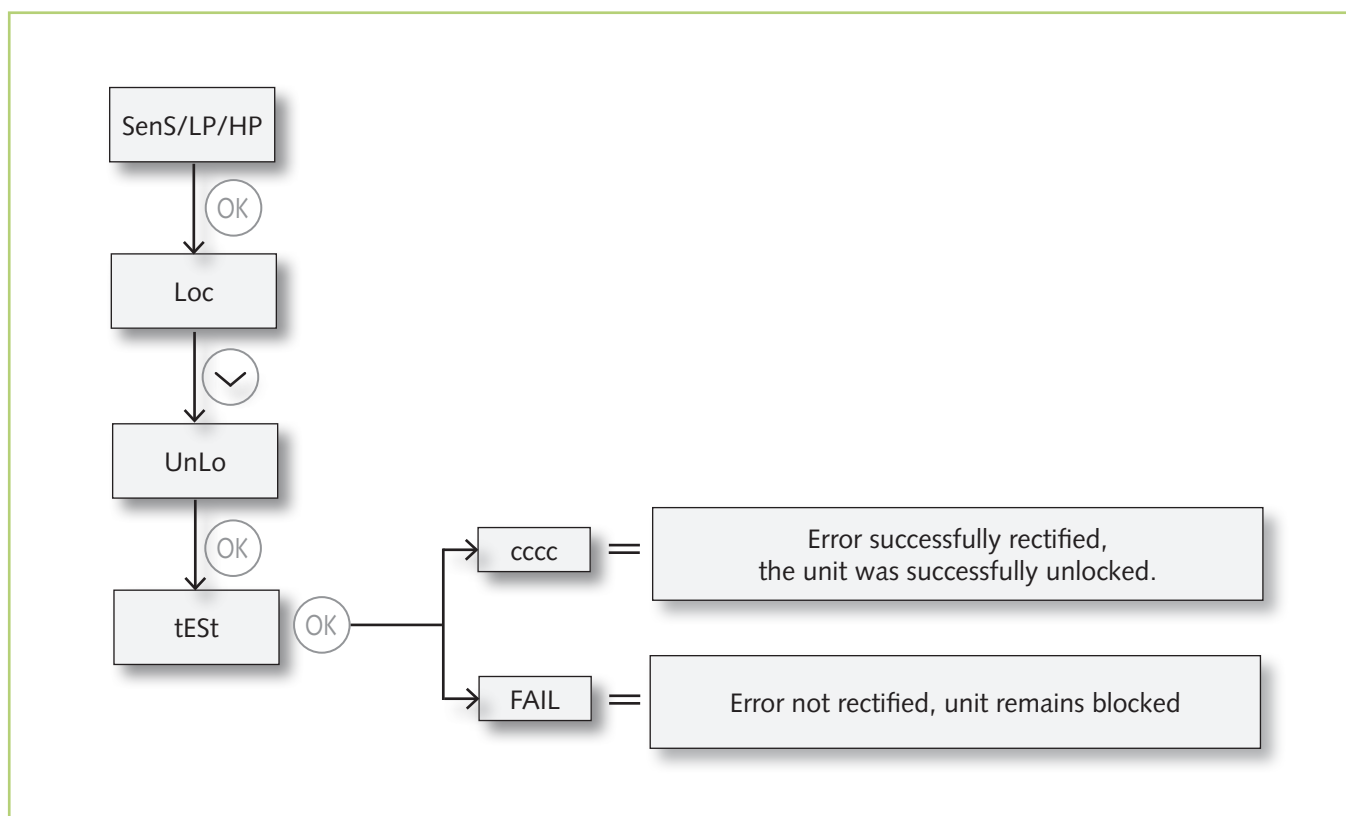 SenS/LP/HP
OK
Loc
UnLo
OK
tESt
OK
cccc
Error successfully rectified,
the unit was successfully unlocked.
FAIL
Error not rectified, unit remains blocked